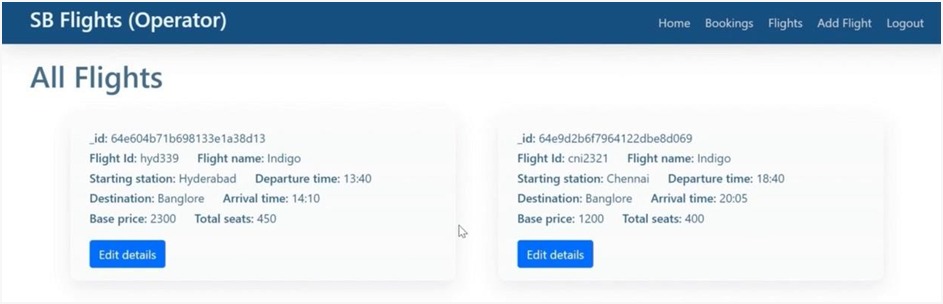 SB Flights (Operator) Home Bookings Flights Add Flight Logout
All Flights
_id: 64e604b71b698133e1a38d13
Flight Id: hyd339 Flight name: Indigo
Starting station: Hyderabad Departure time: 13:40
Destination: Banglore Arrival time: 14:10
Base price: 2300 Total seats: 450
Edit details
_id: 64e9d2b6f7964122dbe8d069
Flight Id: cni2321 Flight name: Indigo
Starting station: Chennai Departure time: 18:40
Destination: Banglore Arrival time: 20:05
Base price: 1200 Total seats: 400
Edit details